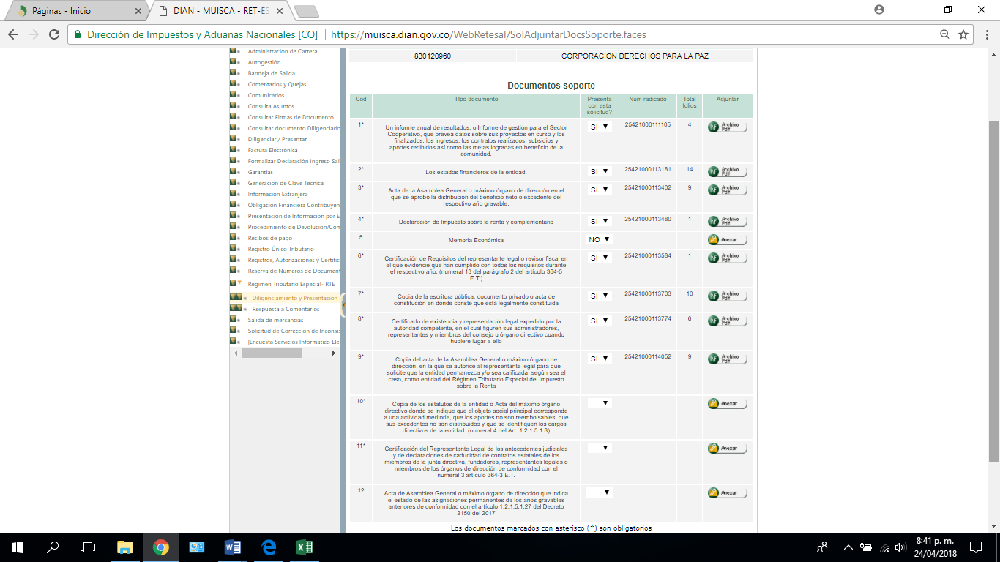 Páginas - Inicio
DIAN - MUISCA - RET-ES
Dirección de Impuestos y Aduanas Nacionales [CO]
https://muisca.dian.gov.co/WebRetesal/SolAdjuntarDocsSoporte.faces
Administración de Cartera
Autogestión
Bandeja de Salida
Comentarios y Quejas
Comunicados
Consulta Asuntos
Consultar Firmas de Documento
Consultar documento Diligenciado
Diligenciar / Presentar
Factura Electrónica
Formalizar Declaración Ingreso Sal
Garantías
Generación de Clave Técnica
Información Extranjera
Obligación Financiera Contribuyen
Presentación de Información por E
Procedimiento de Devolución/Com
Recibos de pago
Registro Único Tributario
Registros, Autorizaciones y Certific
Reserva de Números de Document
Régimen Tributario Especial- RTE
Diligenciamiento y Presentación
Respuesta a Comentarios
Salida de mercancías
Solicitud de Corrección de Inconsis
|Encuesta Servicios Informático Ele
830120960 CORPORACION DERECHOS PARA LA PAZ
Documentos soporte
Cod Tipo documento Presenta con esta solicitud? Num radicado Total folios Adjuntar
1* Un informe anual de resultados, o Informe de gestión para el Sector
Cooperativo, que prevea datos sobre sus proyectos en curso y los
finalizados, los ingresos, los contratos realizados, subsidios y
aportes recibidos así como las metas logradas en beneficio de la
comunidad.
SI 25421000111105 4 Archivo Pdf
2* Los estados financieros de la entidad. SI 25421000113181 14 Archivo Pdf
3* Acta de la Asamblea General o máximo órgano de dirección en el
que se aprobó la distribución del beneficio neto o excedente del
respectivo año gravable.
SI 25421000113402 9 Archivo Pdf
4* Declaración de Impuesto sobre la renta y complementario SI 25421000113480 1 Archivo Pdf
5 Memoria Económica NO Anexar
6* Certificación de Requisitos del representante legal o revisor fiscal en
el que evidencie que han cumplido con todos los requisitos durante
el respectivo año. (numeral 13 del parágrafo 2 del artículo 364-5
E.T.)
SI 25421000113584 1 Archivo Pdf
7* Copia de la escritura pública, documento privado o acta de
constitución en donde conste que está legalmente constituida
SI 25421000113703 10 Archivo Pdf
8* Certificado de existencia y representación legal expedido por la
autoridad competente, en el cual figuren sus administradores,
representantes y miembros del consejo u órgano directivo cuando
hubiere lugar a ello
SI 25421000113774 6 Archivo Pdf
9* Copia del acta de la Asamblea General o máximo órgano de
dirección, en la que se autorice al representante legal para que
solicite que la entidad permanezca y/o sea calificada, según sea el
caso, como entidad del Régimen Tributario Especial del Impuesto
sobre la Renta
SI 25421000114052 9 Archivo Pdf
10* Copia de los estatutos de la entidad o Acta del máximo órgano
directivo donde se indique que el objeto social principal corresponde
a una actividad meritoria, que los aportes no son reembolsables, que
sus excedentes no son distribuidos y que se identifiquen los cargos
directivos de la entidad. (numeral 4 del Art. 1.2.1.5.1.8)
Anexar
11* Certificación del Representante Legal de los antecedentes judiciales
y de declaraciones de caducidad de contratos estatales de los
miembros de la junta directiva, fundadores, representantes legales o
miembros de los órganos de dirección de conformidad con el
numeral 3 artículo 364-3 E.T.
Anexar
12 Acta de Asamblea General o máximo órgano de dirección que indica
el estado de las asignaciones permanentes de los años gravables
anteriores de conformidad con el artículo 1.2.1.5.1.27 del Decreto
2150 del 2017
Anexar
Los documentos marcados con asterisco (*) son obligatorios
8:41 p. m.
24/04/2018